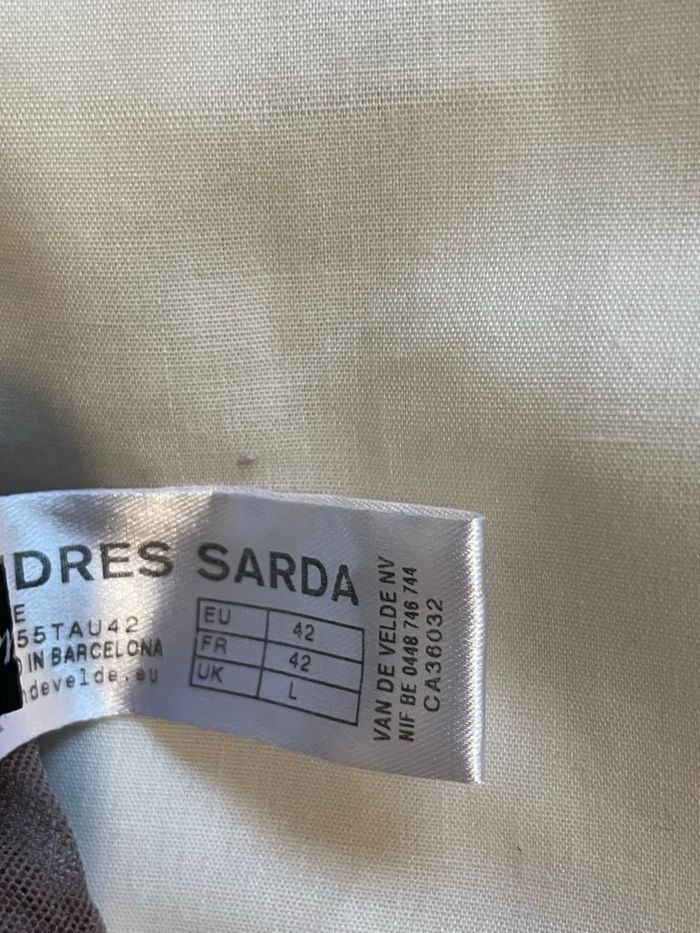 DRES SARDA
E
55TAU42
IN BARCELONA
develde.eu
EU 42
FR 42
UK L
VAN DE VELDE NV
NIF BE 0448 746 744
CA36032